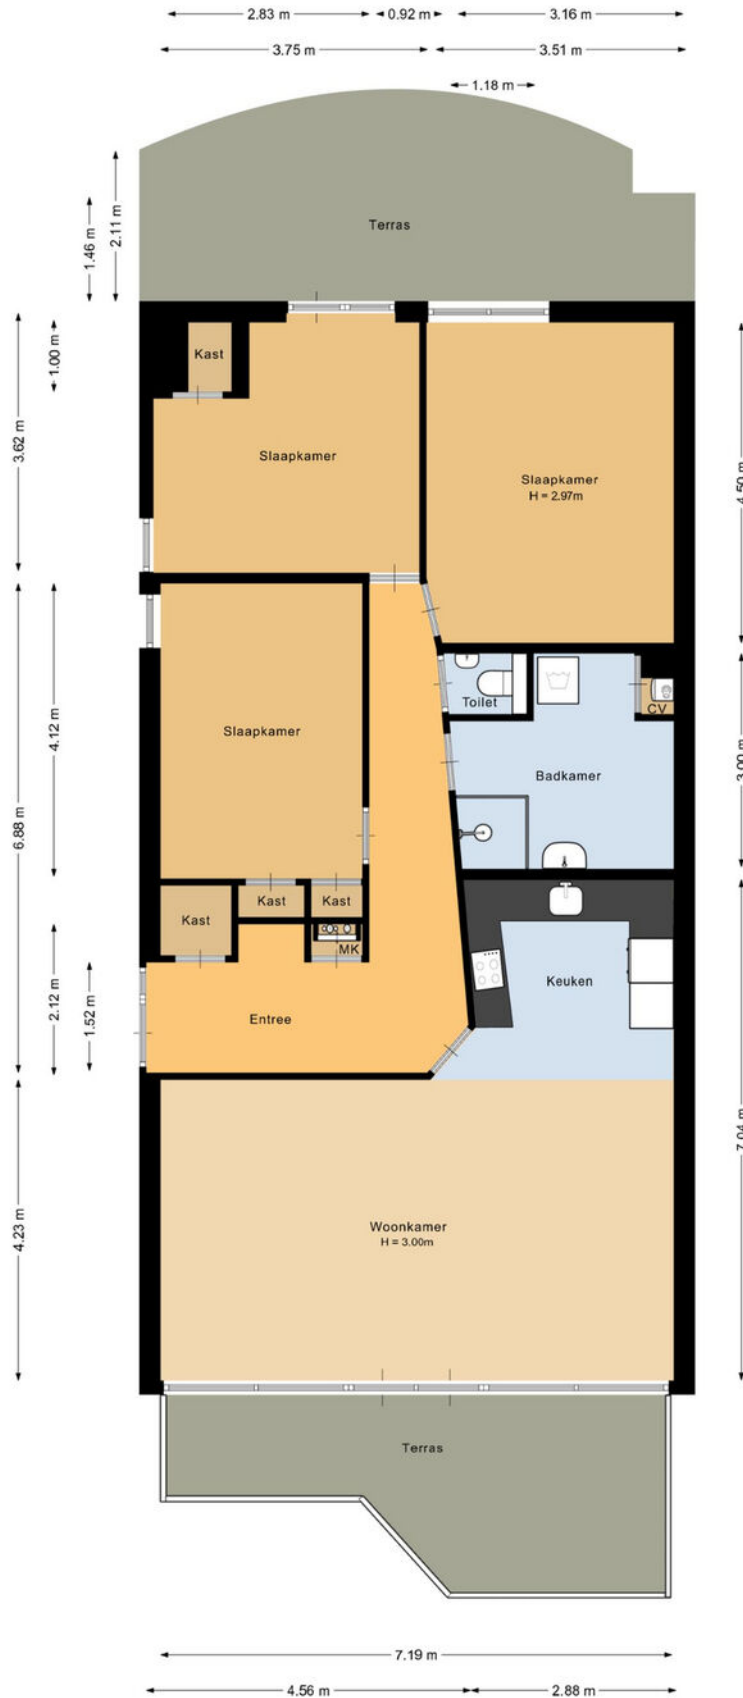 2.83 m
0.92 m
3.16 m
3.75 m
3.51 m
1.18 m
2.11 m
1.46 m
Terras
Kast
1.00 m
3.62 m
Slaapkamer
Slaapkamer
H = 2.97m
4.50 m
Toilet
CV
Slaapkamer
4.12 m
Badkamer
3.00 m
6.88 m
Kast
Kast
Kast
MK
Keuken
2.12 m
1.52 m
Entree
7.04 m
Woonkamer
H = 3.00m
4.23 m
Terras
7.19 m
4.56 m
2.88 m